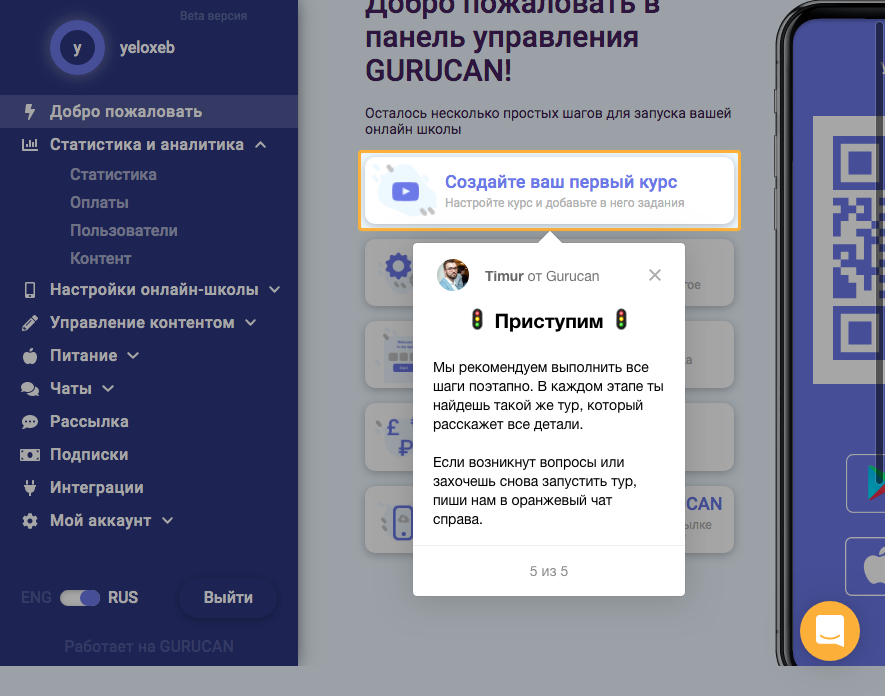 Beta версия
y
yeloxeb
Добро пожаловать
Статистика и аналитика
Статистика
Оплаты
Пользователи
Контент
Настройки онлайн-школы
Управление контентом
Питание
Чаты
Рассылка
Подписки
Интеграции
Мой аккаунт
ENG RUS
Выйти
Работает на GURUCAN
Добро пожаловать в
панель управления
GURUCAN!
Осталось несколько простых шагов для запуска вашей
онлайн школы
Создайте ваш первый курс
Настройте курс и добавьте в него задания
Timur от Gurucan
Приступим
Мы рекомендуем выполнить все
шаги поэтапно. В каждом этапе ты
найдешь такой же тур, который
расскажет все детали.
Если возникнут вопросы или
захочешь снова запустить тур,
пиши нам в оранжевый чат
справа.
5 из 5